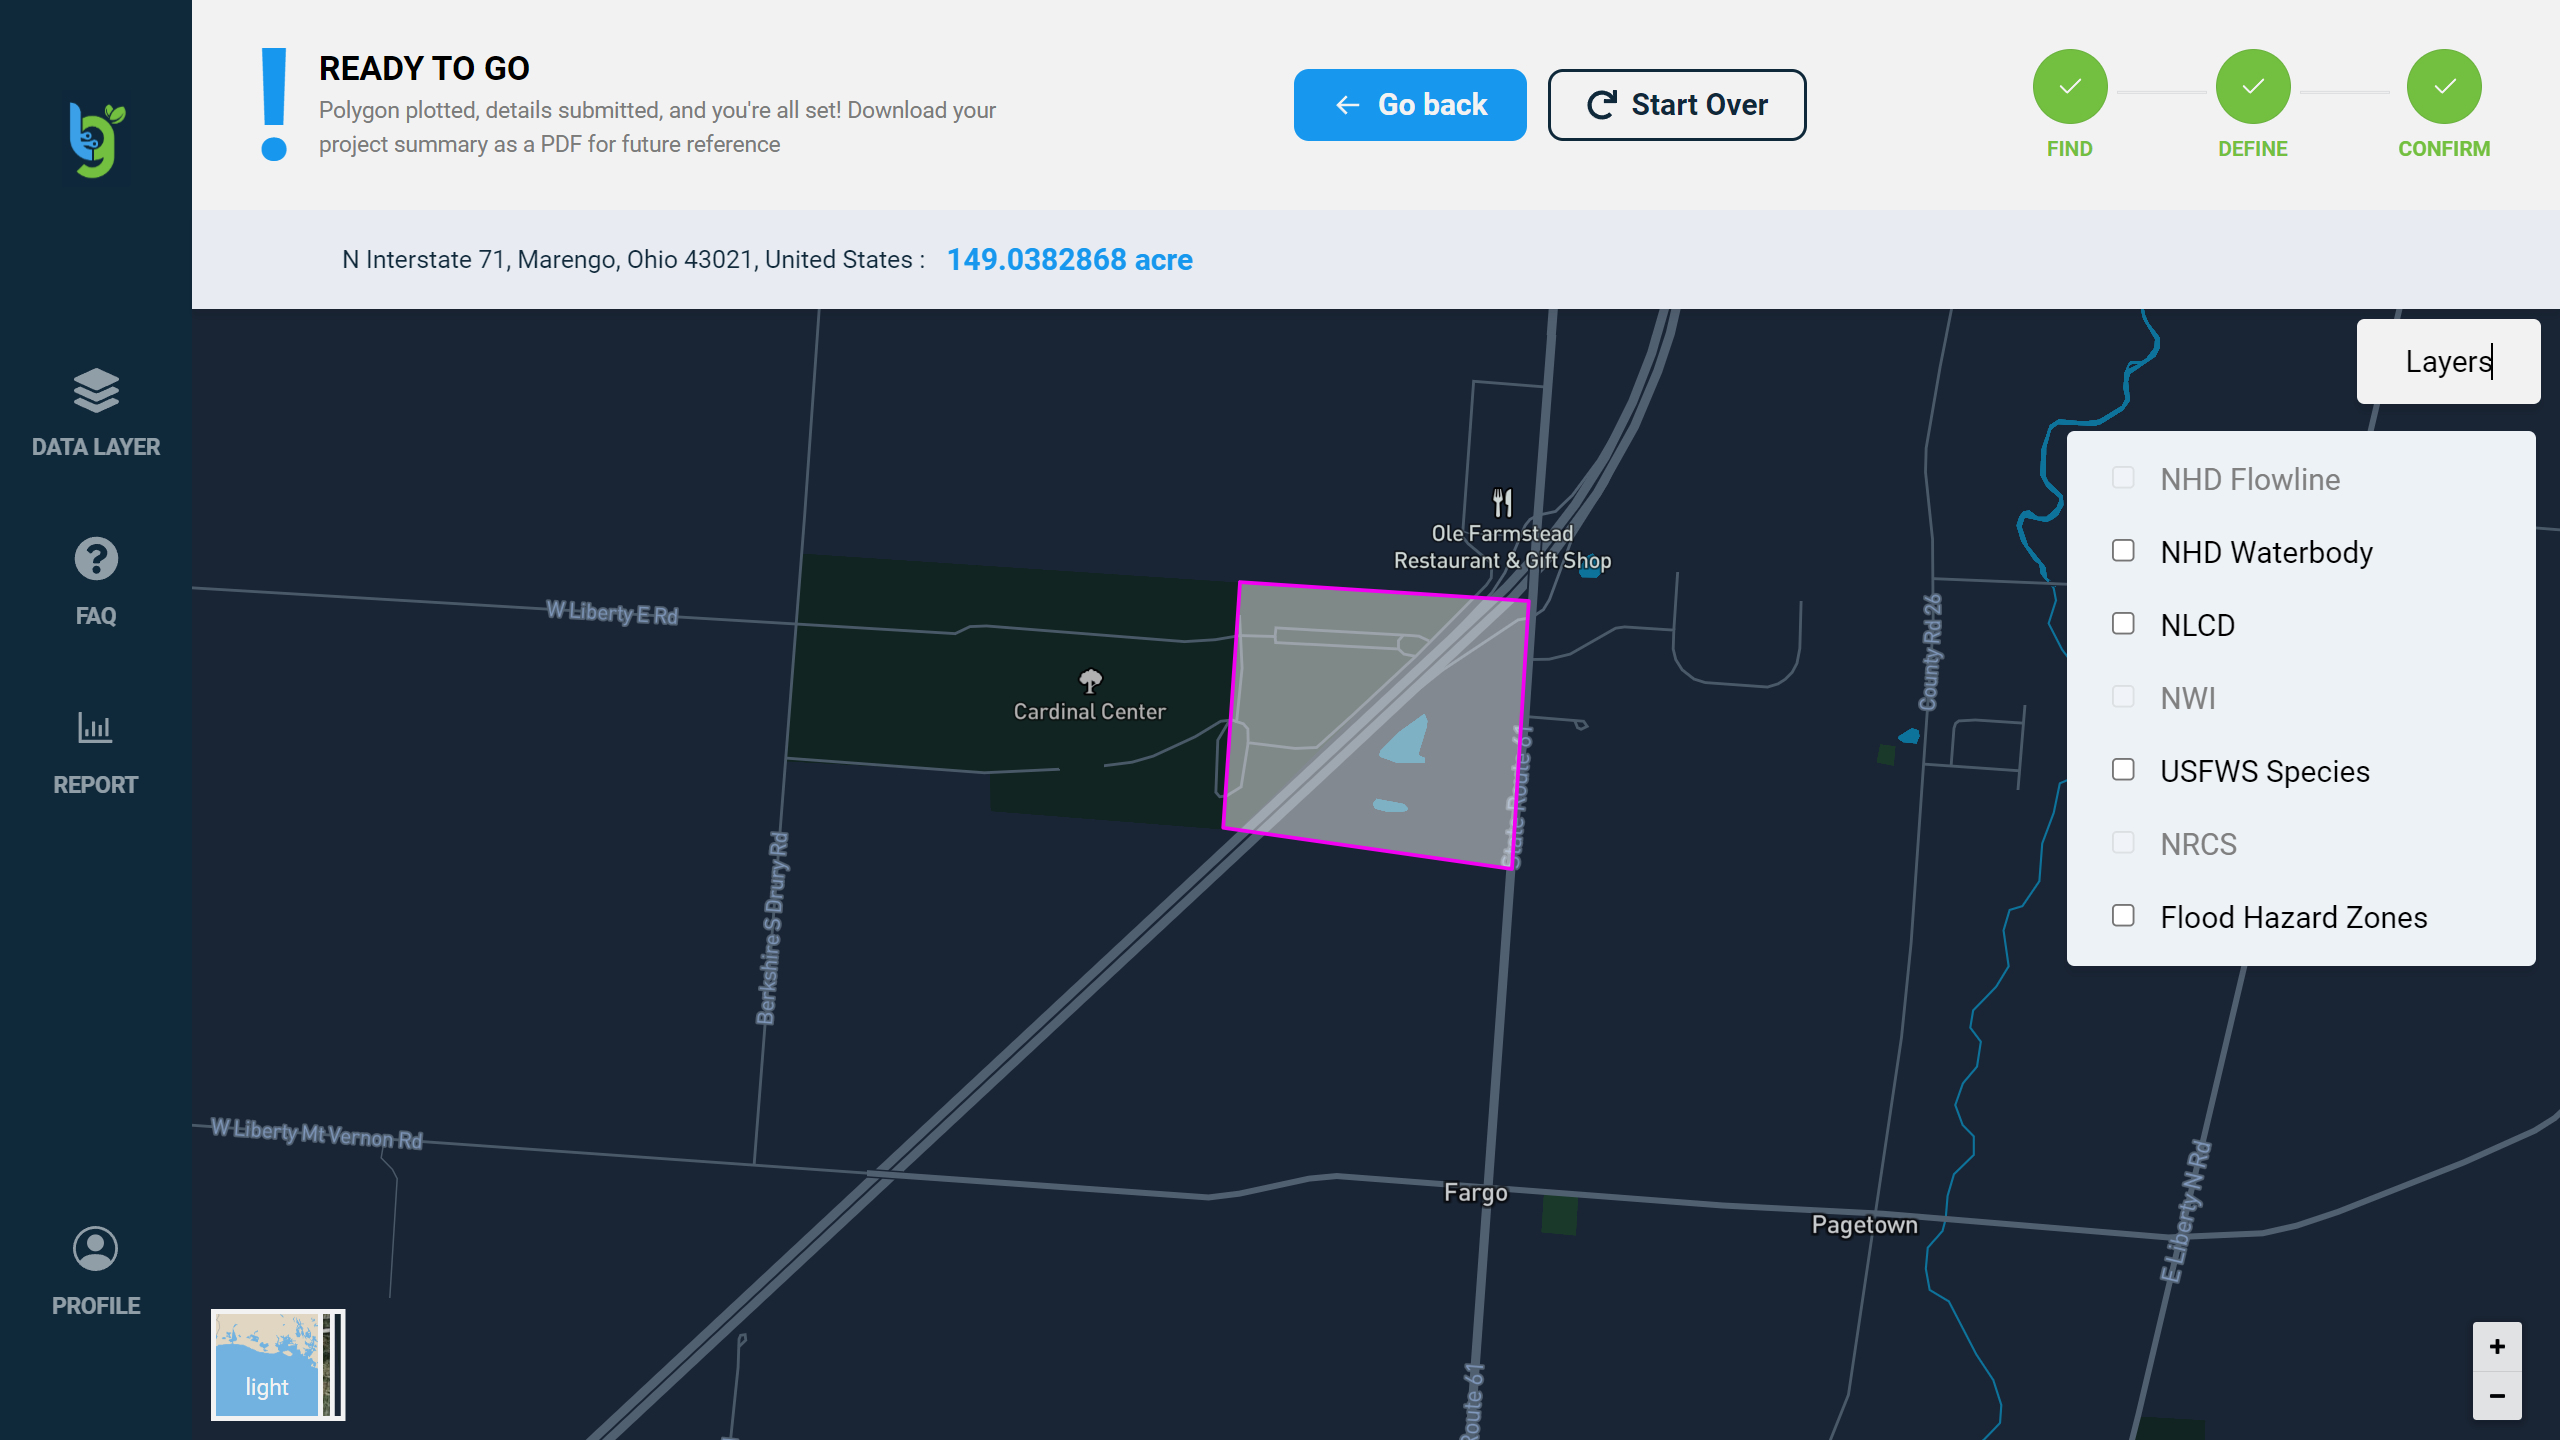 READY TO GO
Polygon plotted, details submitted, and you're all set! Download your
project summary as a PDF for future reference
Go back
Start Over
FIND
DEFINE
CONFIRM
N Interstate 71, Marengo, Ohio 43021, United States : 149.0382868 acre
DATA LAYER
FAQ
REPORT
PROFILE
Layers
NHD Flowline
NHD Waterbody
NLCD
NWI
USFWS Species
NRCS
Flood Hazard Zones
Ole Farmstead
Restaurant & Gift Shop
W Liberty E Rd
Cardinal Center
County Rd 26
State Route 61
Berkshire S Drury Rd
W Liberty Mt Vernon Rd
Fargo
Pagetown
E Liberty N Rd
Route 61
light
+
−